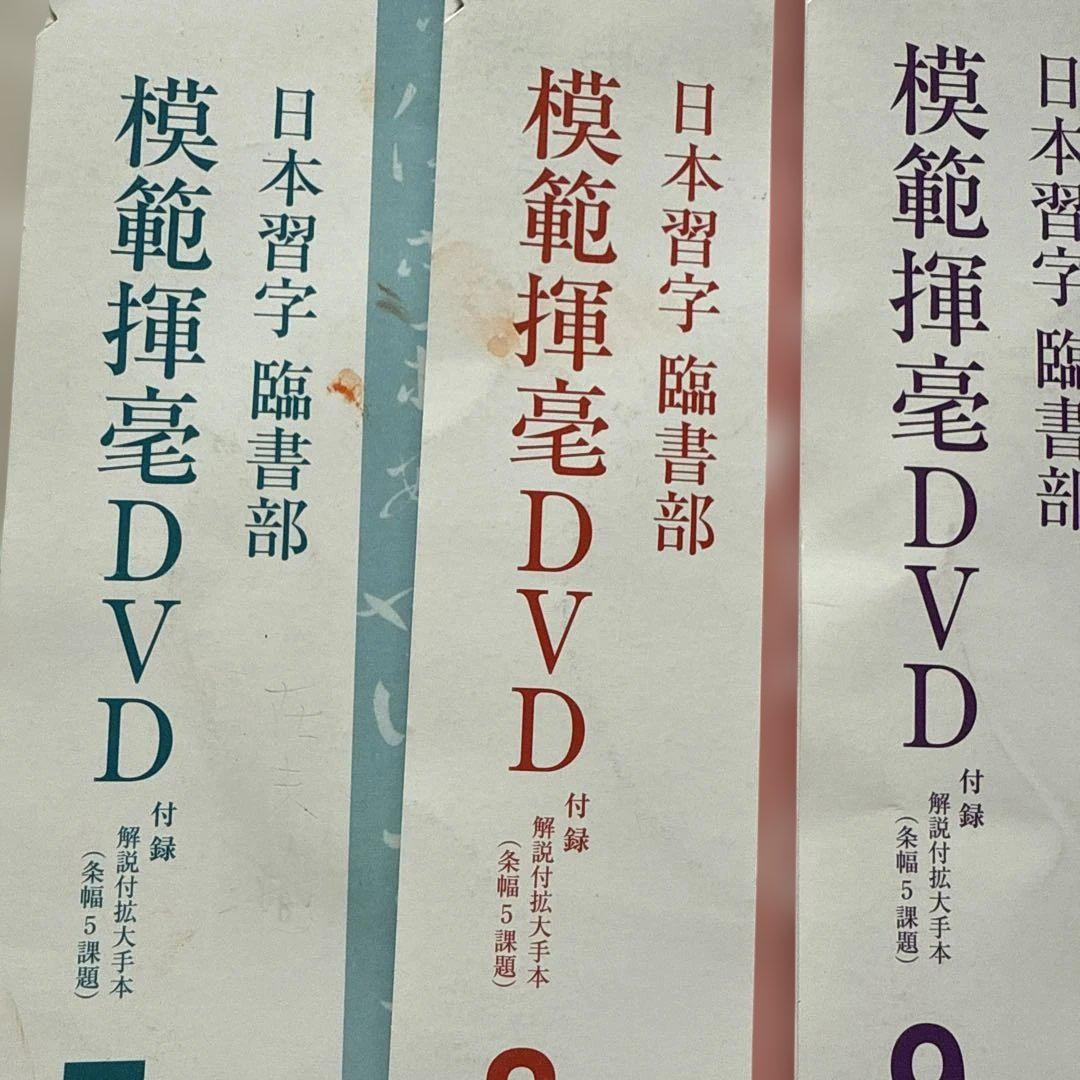 日本習字 臨書部
模範揮毫DVD
付録
解説付拡大手本
（条幅5課題）
日本習字 臨書部
模範揮毫DVD
付録
解説付拡大手本
（条幅5課題）
日本習字 臨書部
模範揮毫DVD
付録
解説付拡大手本
（条幅5課題）